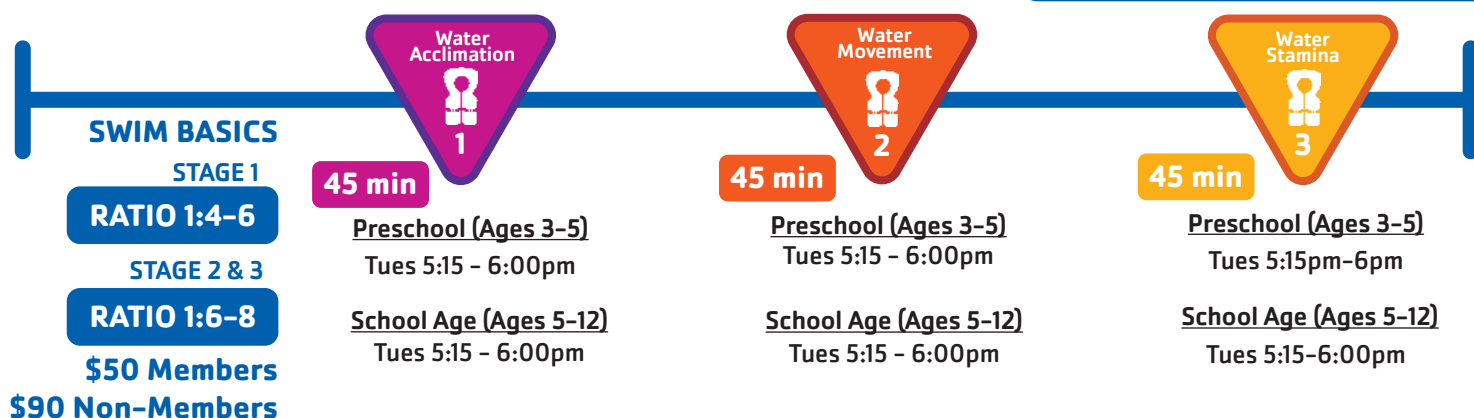 SWIM BASICS
STAGE 1
RATIO 1:4–6
STAGE 2 & 3
RATIO 1:6–8
$50 Members
$90 Non–Members
Water
Acclimation
1
45 min
Preschool (Ages 3–5)
Tues 5:15 – 6:00pm
School Age (Ages 5–12)
Tues 5:15 – 6:00pm
Water
Movement
2
45 min
Preschool (Ages 3–5)
Tues 5:15 – 6:00pm
School Age (Ages 5–12)
Tues 5:15 – 6:00pm
Water
Stamina
3
45 min
Preschool (Ages 3–5)
Tues 5:15pm–6pm
School Age (Ages 5–12)
Tues 5:15–6:00pm